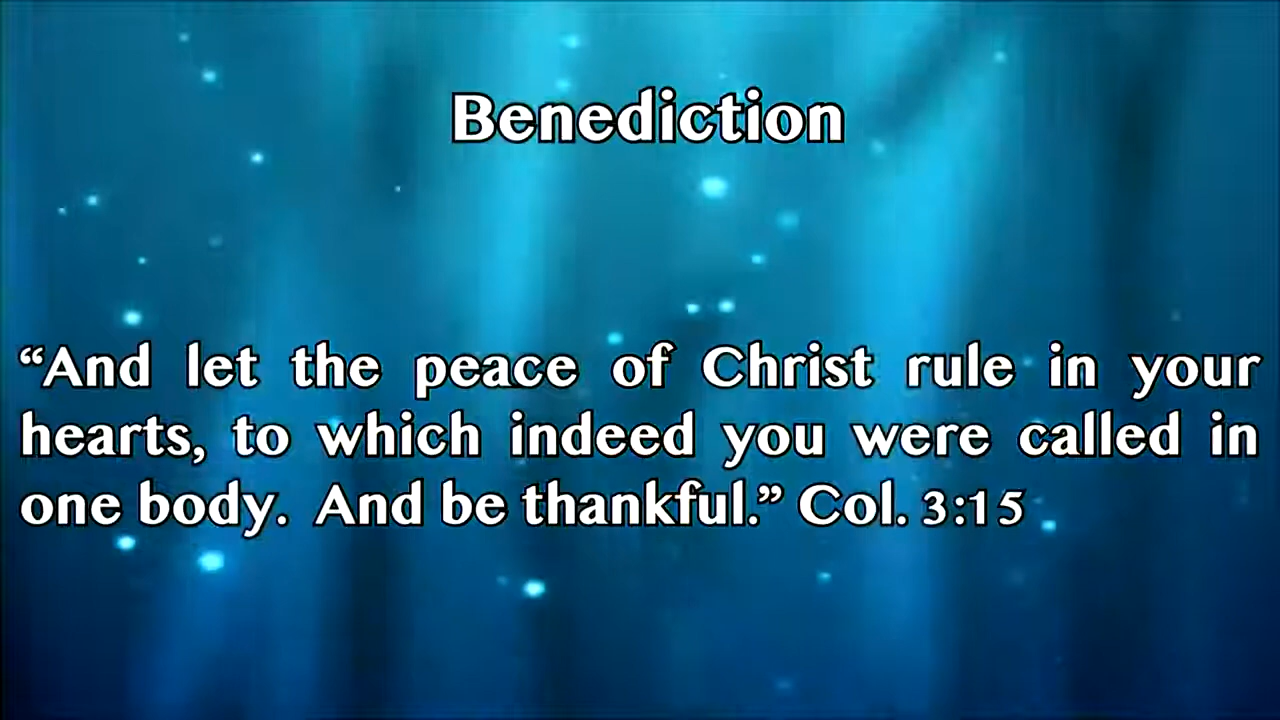 Benediction
“And let the peace of Christ rule in your
hearts, to which indeed you were called in
one body.  And be thankful.” Col. 3:15